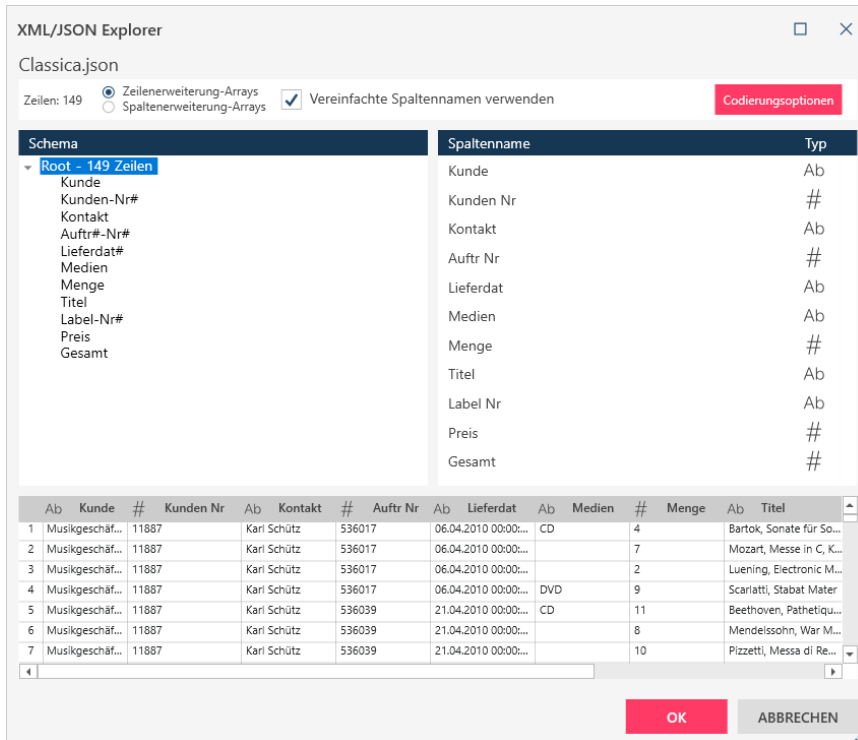 XML/JSON Explorer
Classica.json
Zeilen: 149
Zeilenerweiterung-Arrays
Spaltenerweiterung-Arrays
Vereinfachte Spaltennamen verwenden
Codierungsoptionen
Schema
Root - 149 Zeilen
Kunde
Kunden-Nr#
Kontakt
Auftr#-Nr#
Lieferdat#
Medien
Menge
Titel
Label-Nr#
Preis
Gesamt
Spaltenname Typ
Kunde Ab
Kunden Nr #
Kontakt Ab
Auftr Nr #
Lieferdat Ab
Medien Ab
Menge #
Titel Ab
Label Nr Ab
Preis #
Gesamt #
Ab Kunde # Kunden Nr Ab Kontakt # Auftr Nr Ab Lieferdat Ab Medien # Menge Ab Titel
1 Musikgeschäf... 11887 Karl Schütz 536017 06.04.2010 00:00:... CD 4 Bartok, Sonate für So...
2 Musikgeschäf... 11887 Karl Schütz 536017 06.04.2010 00:00:... 7 Mozart, Messe in C, K...
3 Musikgeschäf... 11887 Karl Schütz 536017 06.04.2010 00:00:... 2 Luening, Electronic M...
4 Musikgeschäf... 11887 Karl Schütz 536017 06.04.2010 00:00:... DVD 9 Scarlatti, Stabat Mater
5 Musikgeschäf... 11887 Karl Schütz 536039 21.04.2010 00:00:... CD 11 Beethoven, Pathetiqu...
6 Musikgeschäf... 11887 Karl Schütz 536039 21.04.2010 00:00:... 8 Mendelssohn, War M...
7 Musikgeschäf... 11887 Karl Schütz 536039 21.04.2010 00:00:... 10 Pizzetti, Messa di Re...
OK ABBRECHEN